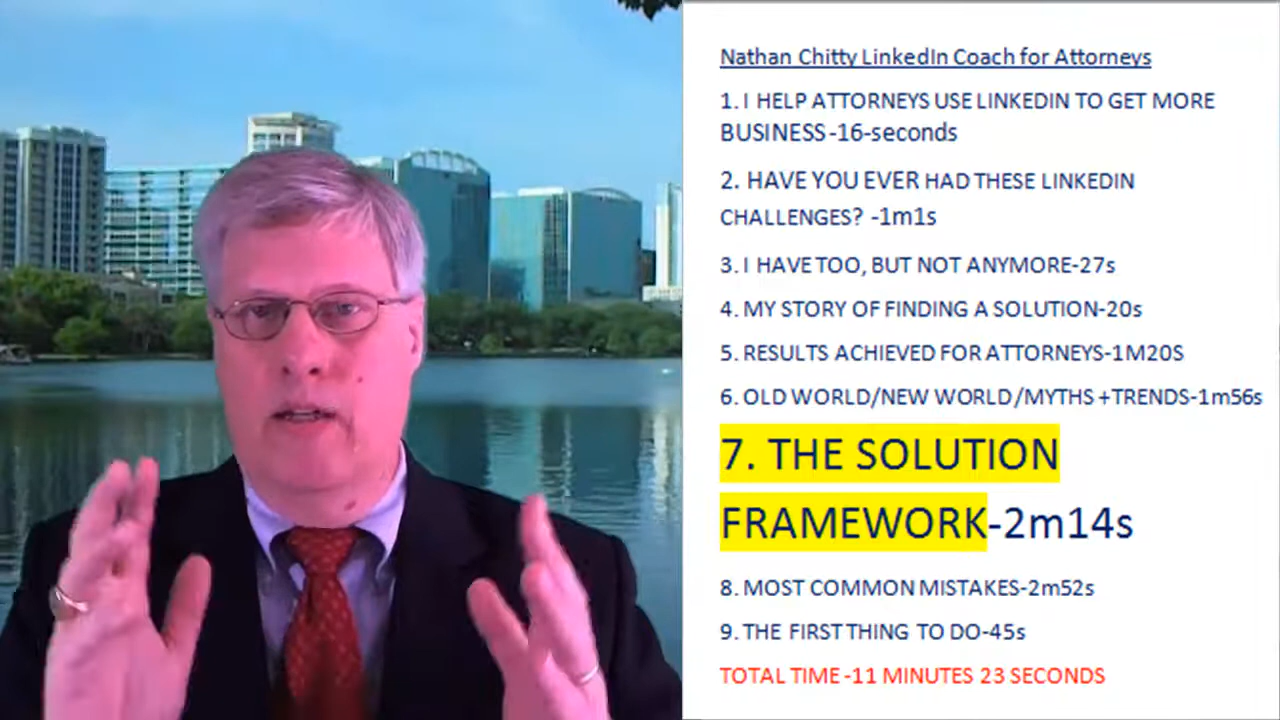 Nathan Chitty LinkedIn Coach for Attorneys
1. I HELP ATTORNEYS USE LINKEDIN TO GET MORE
BUSINESS -16-seconds
2. HAVE YOU EVER HAD THESE LINKEDIN
CHALLENGES? -1m1s
3. I HAVE TOO, BUT NOT ANYMORE-27s
4. MY STORY OF FINDING A SOLUTION-20s
5. RESULTS ACHIEVED FOR ATTORNEYS-1M20S
6. OLD WORLD/NEW WORLD/MYTHS +TRENDS-1m56s
7. THE SOLUTION
FRAMEWORK-2m14s
8. MOST COMMON MISTAKES-2m52s
9. THE FIRST THING TO DO-45s
TOTAL TIME -11 MINUTES 23 SECONDS